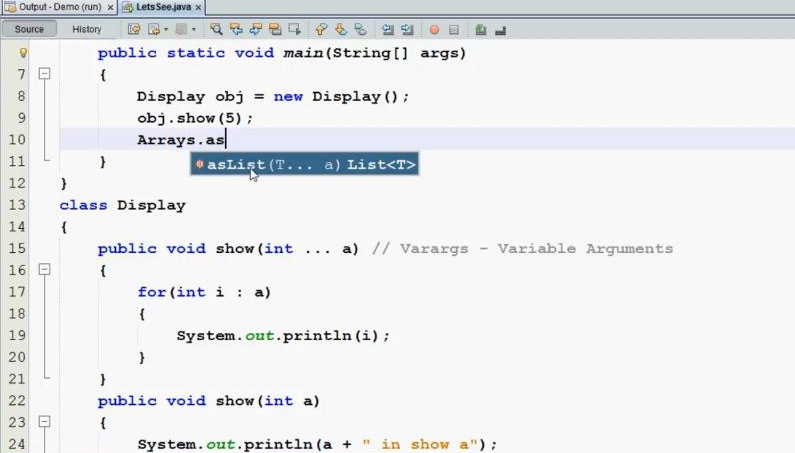 Output - Demo (run) × LetsSee.java ×
Source History
public static void main(String[] args)
7 {
8 Display obj = new Display();
9 obj.show(5);
10 Arrays.as
11 }
asList(T... a) List<T>
12 }
13 class Display
14 {
15 public void show(int ... a) // Varargs - Variable Arguments
16 {
17 for(int i : a)
18 {
19 System.out.println(i);
20 }
21 }
22 public void show(int a)
23 {
24 System.out.println(a + " in show a");